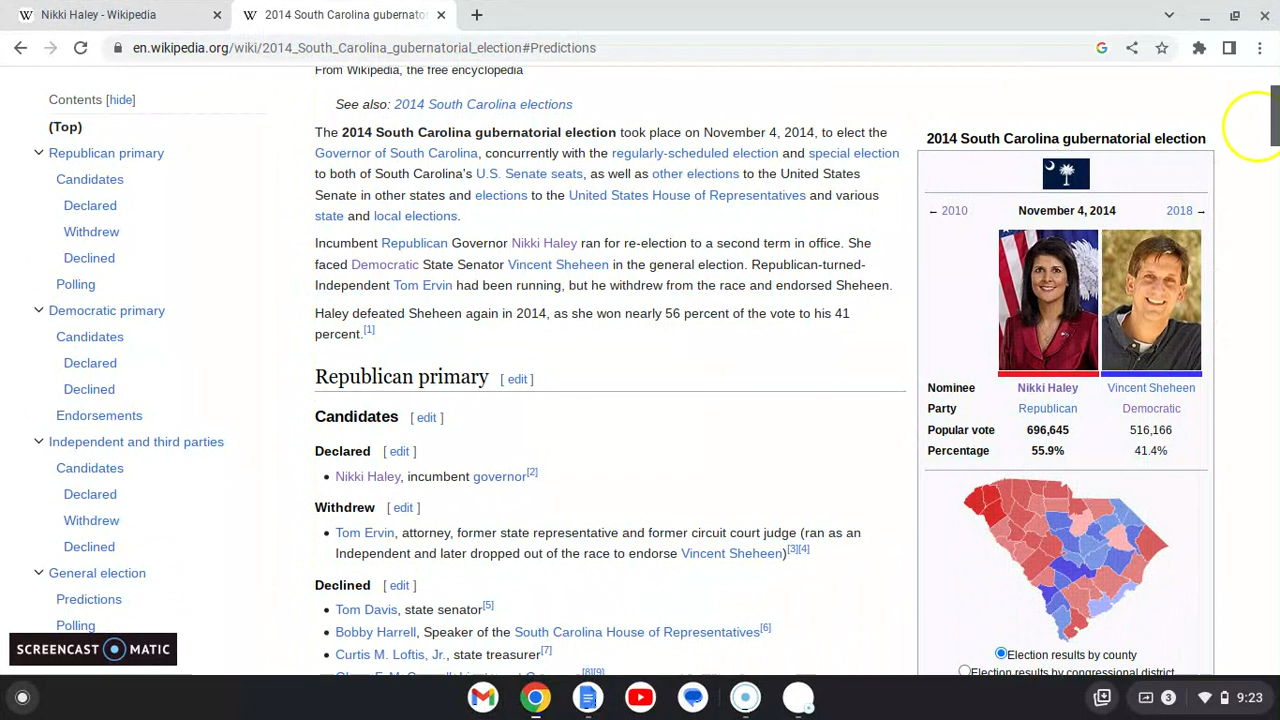 Nikki Haley - Wikipedia
2014 South Carolina gubernator
en.wikipedia.org/wiki/2014_South_Carolina_gubernatorial_election#Predictions
From Wikipedia, the free encyclopedia
Contents [hide]
(Top)
Republican primary
Candidates
Declared
Withdrew
Declined
Polling
Democratic primary
Candidates
Declared
Declined
Endorsements
Independent and third parties
Candidates
Declared
Withdrew
Declined
General election
Predictions
Polling
See also: 2014 South Carolina elections
The 2014 South Carolina gubernatorial election took place on November 4, 2014, to elect the
Governor of South Carolina, concurrently with the regularly-scheduled election and special election
to both of South Carolina's U.S. Senate seats, as well as other elections to the United States
Senate in other states and elections to the United States House of Representatives and various
state and local elections.
Incumbent Republican Governor Nikki Haley ran for re-election to a second term in office. She
faced Democratic State Senator Vincent Sheheen in the general election. Republican-turned-
Independent Tom Ervin had been running, but he withdrew from the race and endorsed Sheheen.
Haley defeated Sheheen again in 2014, as she won nearly 56 percent of the vote to his 41
percent.[1]
Republican primary [ edit ]
Candidates [ edit ]
Declared [ edit ]
• Nikki Haley, incumbent governor[2]
Withdrew [ edit ]
• Tom Ervin, attorney, former state representative and former circuit court judge (ran as an
Independent and later dropped out of the race to endorse Vincent Sheheen)[3][4]
Declined [ edit ]
• Tom Davis, state senator[5]
• Bobby Harrell, Speaker of the South Carolina House of Representatives[6]
• Curtis M. Loftis, Jr., state treasurer[7]
[8][9]
2014 South Carolina gubernatorial election
← 2010 November 4, 2014 2018 →
Nominee Nikki Haley Vincent Sheheen
Party Republican Democratic
Popular vote 696,645 516,166
Percentage 55.9% 41.4%
Election results by county
Election results by congressional district
SCREENCAST MATIC
3 9:23